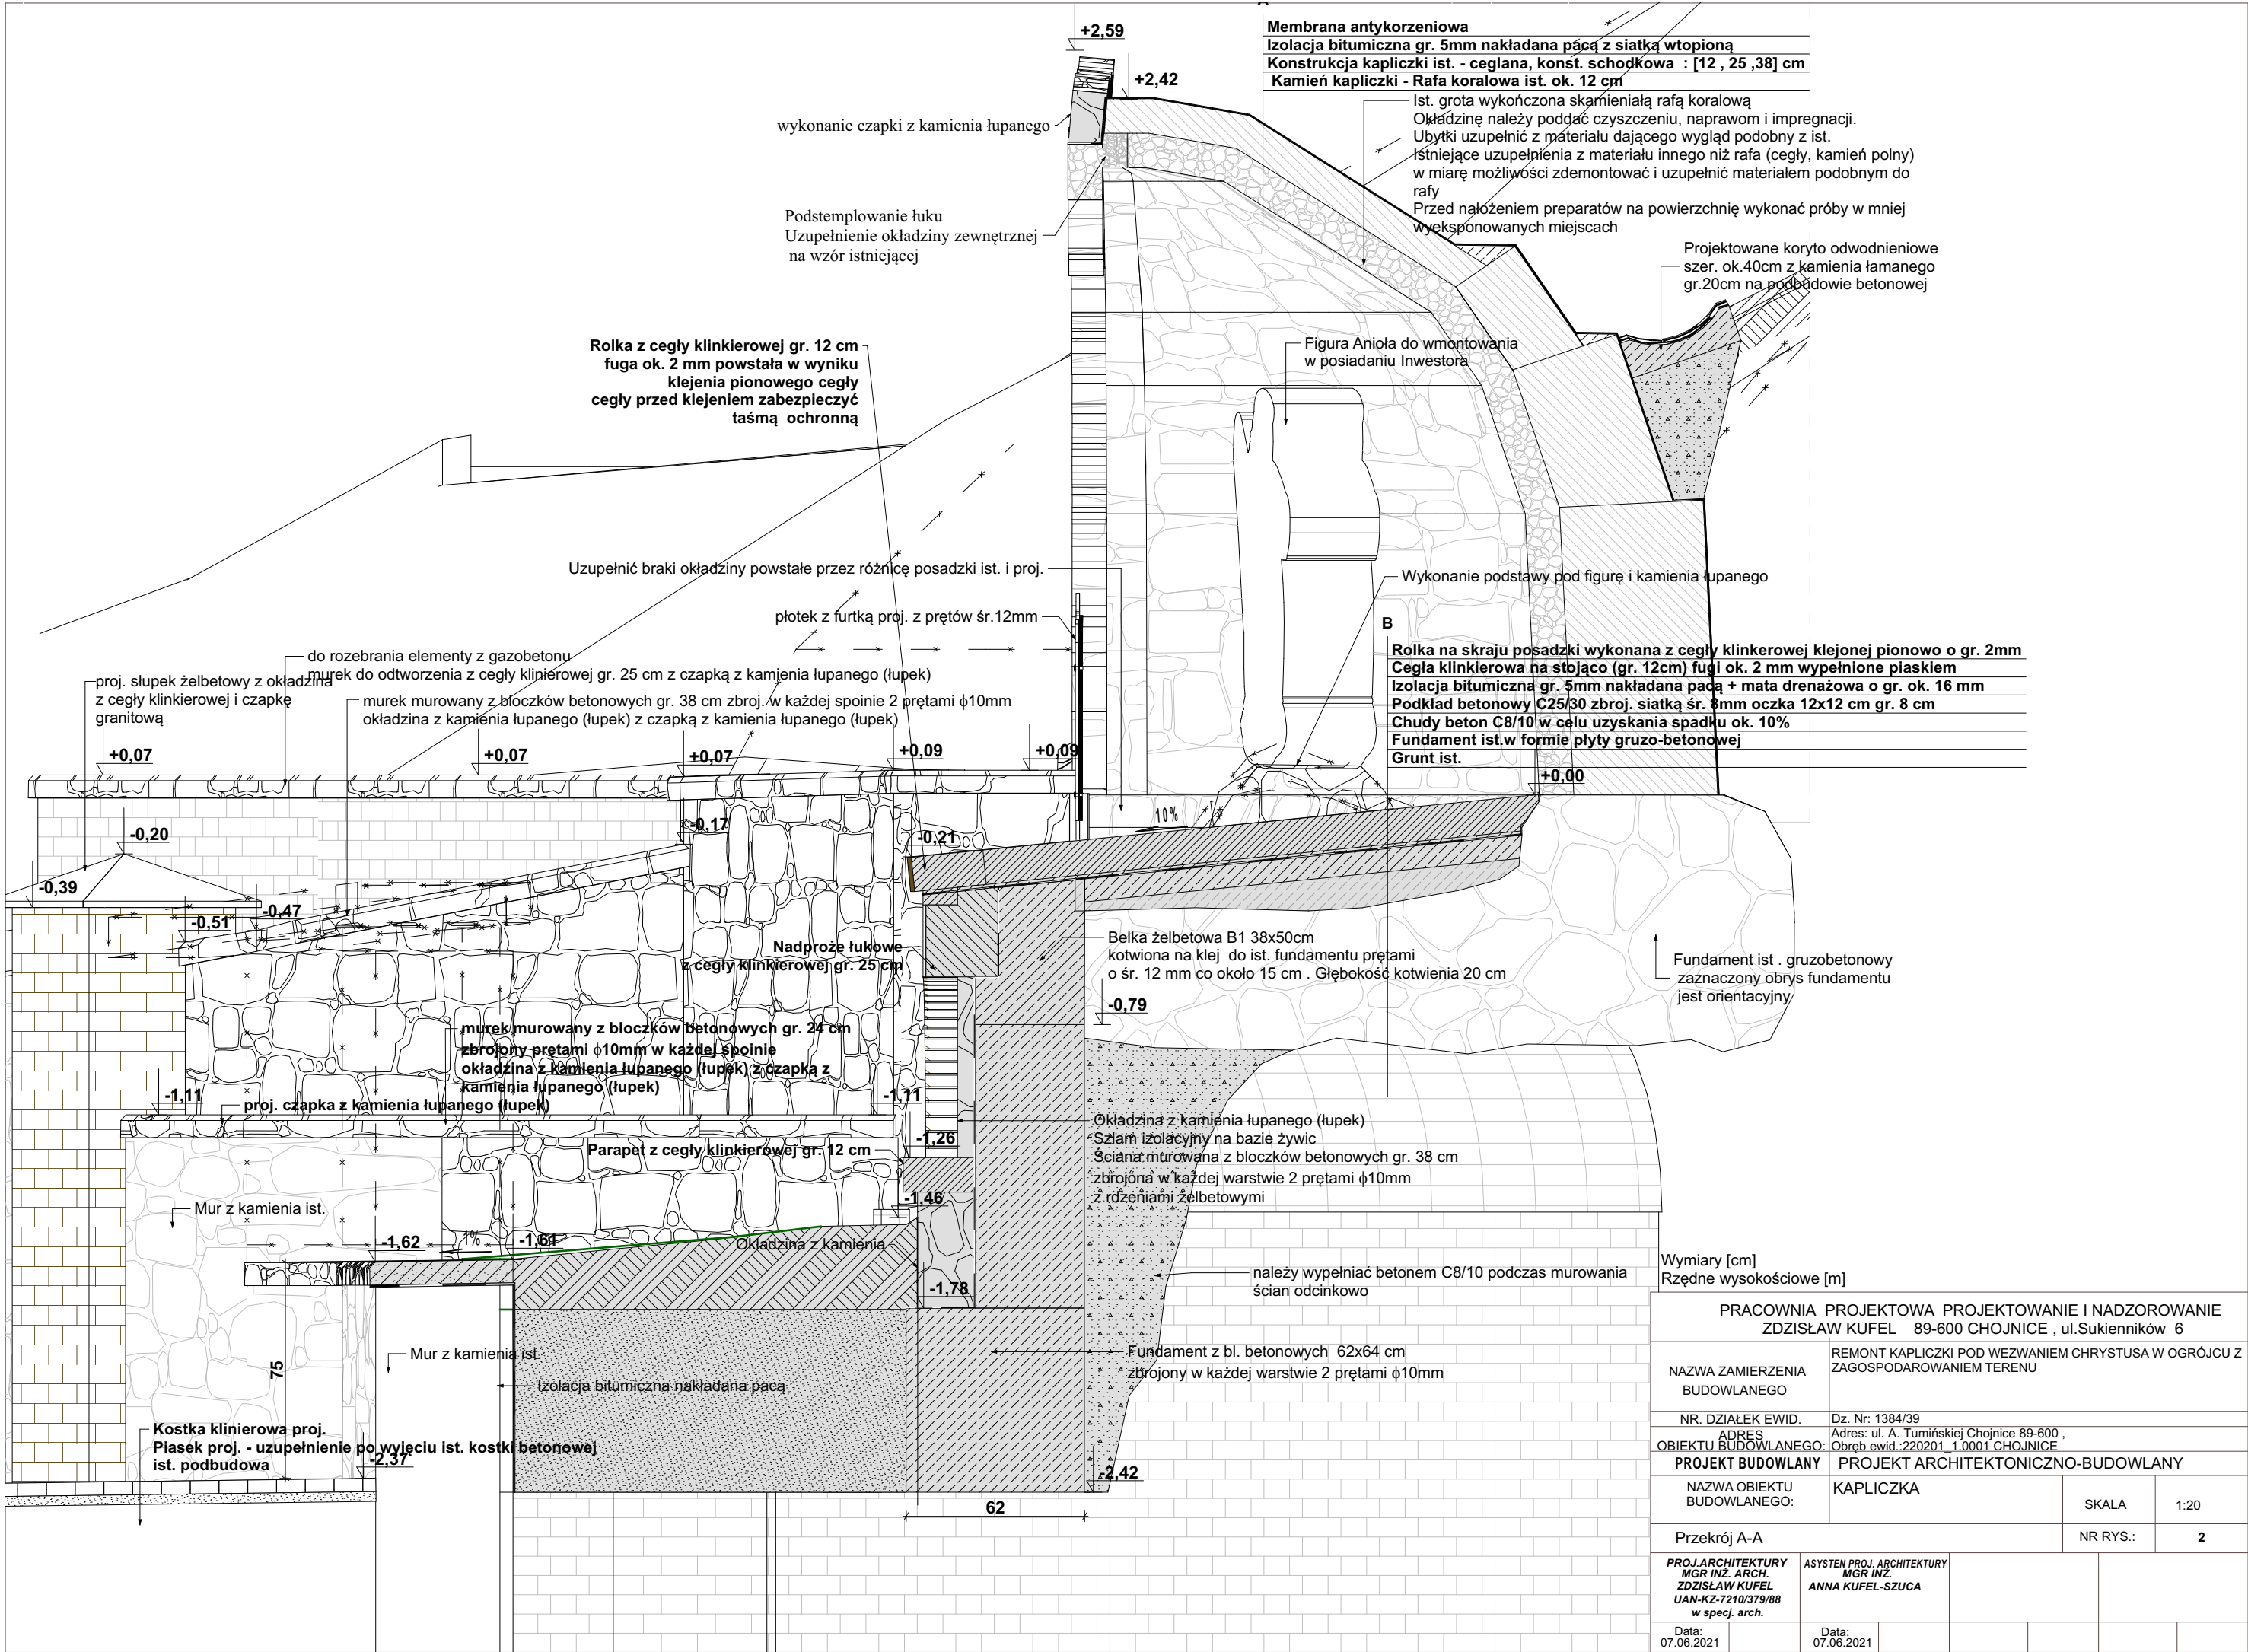 +2,59
+2,42
Membrana antykorzeniowa
Izolacja bitumiczna gr. 5mm nakładana pacą z siatką wtopioną
Konstrukcja kapliczki ist. - ceglana, konst. schodkowa : [12 , 25 ,38] cm
Kamień kapliczki - Rafa koralowa ist. ok. 12 cm
Ist. grota wykończona skamieniałą rafą koralową
Okładzinę należy poddać czyszczeniu, naprawom i impregnacji.
Ubytki uzupełnić z materiału dającego wygląd podobny z ist.
Istniejące uzupełnienia z materiału innego niż rafa (cegły, kamień polny)
w miarę możliwości zdemontować i uzupełnić materiałem podobnym do
rafy
Przed nałożeniem preparatów na powierzchnię wykonać próby w mniej
wyeksponowanych miejscach
wykonanie czapki z kamienia łupanego
Podstemplowanie łuku
Uzupełnienie okładziny zewnętrznej
na wzór istniejącej
Projektowane koryto odwodnieniowe
szer. ok.40cm z kamienia łamanego
gr.20cm na podbudowie betonowej
Rolka z cegły klinkierowej gr. 12 cm
fuga ok. 2 mm powstała w wyniku
klejenia pionowego cegły
cegły przed klejeniem zabezpieczyć
taśmą ochronną
Figura Anioła do wmontowania
w posiadaniu Inwestora
Uzupełnić braki okładziny powstałe przez różnicę posadzki ist. i proj.
Wykonanie podstawy pod figurę i kamienia łupanego
płotek z furtką proj. z prętów śr.12mm
B
Rolka na skraju posadzki wykonana z cegły klinkerowej klejonej pionowo o gr. 2mm
Cegła klinkierowa na stojąco (gr. 12cm) fugi ok. 2 mm wypełnione piaskiem
Izolacja bitumiczna gr. 5mm nakładana pacą + mata drenażowa o gr. ok. 16 mm
Podkład betonowy C25/30 zbroj. siatką śr. 8mm oczka 12x12 cm gr. 8 cm
Chudy beton C8/10 w celu uzyskania spadku ok. 10%
Fundament ist.w formie płyty gruzo-betonowej
Grunt ist.
do rozebrania elementy z gazobetonu
murek do odtworzenia z cegły klinierowej gr. 25 cm z czapką z kamienia łupanego (łupek)
proj. słupek żelbetowy z okładzina
z cegły klinkierowej i czapkę
granitową
murek murowany z bloczków betonowych gr. 38 cm zbroj. w każdej spoinie 2 prętami ϕ10mm
okładzina z kamienia łupanego (łupek) z czapką z kamienia łupanego (łupek)
+0,07
+0,07
+0,07
+0,09
+0,09
+0,00
10%
-0,20
-0,17
-0,21
-0,39
-0,51
-0,47
Nadproże łukowe
z cegły klinkierowej gr. 25 cm
Belka żelbetowa B1 38x50cm
kotwiona na klej do ist. fundamentu prętami
o śr. 12 mm co około 15 cm . Głębokość kotwienia 20 cm
-0,79
Fundament ist . gruzobetonowy
zaznaczony obrys fundamentu
jest orientacyjny
murek murowany z bloczków betonowych gr. 24 cm
zbrojony prętami ϕ10mm w każdej spoinie
okładzina z kamienia łupanego (łupek) z czapką z
kamienia łupanego (łupek)
-1,11
-1,11
proj. czapka z kamienia łupanego (łupek)
Okładzina z kamienia łupanego (łupek)
Szlam izolacyjny na bazie żywic
Ściana murowana z bloczków betonowych gr. 38 cm
zbrojona w każdej warstwie 2 prętami ϕ10mm
z rdzeniami żelbetowymi
-1,26
Parapet z cegły klinkierowej gr. 12 cm
-1,46
Mur z kamienia ist.
-1,62
1%
-1,61
Okładzina z kamienia
-1,78
należy wypełniać betonem C8/10 podczas murowania
ścian odcinkowo
Mur z kamienia ist.
Izolacja bitumiczna nakładana pacą
Fundament z bl. betonowych 62x64 cm
zbrojony w każdej warstwie 2 prętami ϕ10mm
75
Kostka klinierowa proj.
Piasek proj. - uzupełnienie po wyjęciu ist. kostki betonowej
ist. podbudowa
-2,37
-2,42
62
Wymiary [cm]
Rzędne wysokościowe [m]
PRACOWNIA PROJEKTOWA PROJEKTOWANIE I NADZOROWANIE
ZDZISŁAW KUFEL 89-600 CHOJNICE , ul.Sukienników 6
NAZWA ZAMIERZENIA
BUDOWLANEGO
REMONT KAPLICZKI POD WEZWANIEM CHRYSTUSA W OGRÓJCU Z
ZAGOSPODAROWANIEM TERENU
NR. DZIAŁEK EWID.
Dz. Nr: 1384/39
ADRES
OBIEKTU BUDOWLANEGO:
Adres: ul. A. Tumińskiej Chojnice 89-600 ,
Obręb ewid.:220201_1.0001 CHOJNICE
PROJEKT BUDOWLANY
PROJEKT ARCHITEKTONICZNO-BUDOWLANY
NAZWA OBIEKTU
BUDOWLANEGO:
KAPLICZKA
SKALA
1:20
Przekrój A-A
NR RYS.:
2
PROJ.ARCHITEKTURY
MGR INŻ. ARCH.
ZDZISŁAW KUFEL
UAN-KZ-7210/379/88
w specj. arch.
ASYSTEN PROJ. ARCHITEKTURY
MGR INŻ.
ANNA KUFEL-SZUCA
Data:
07.06.2021
Data:
07.06.2021